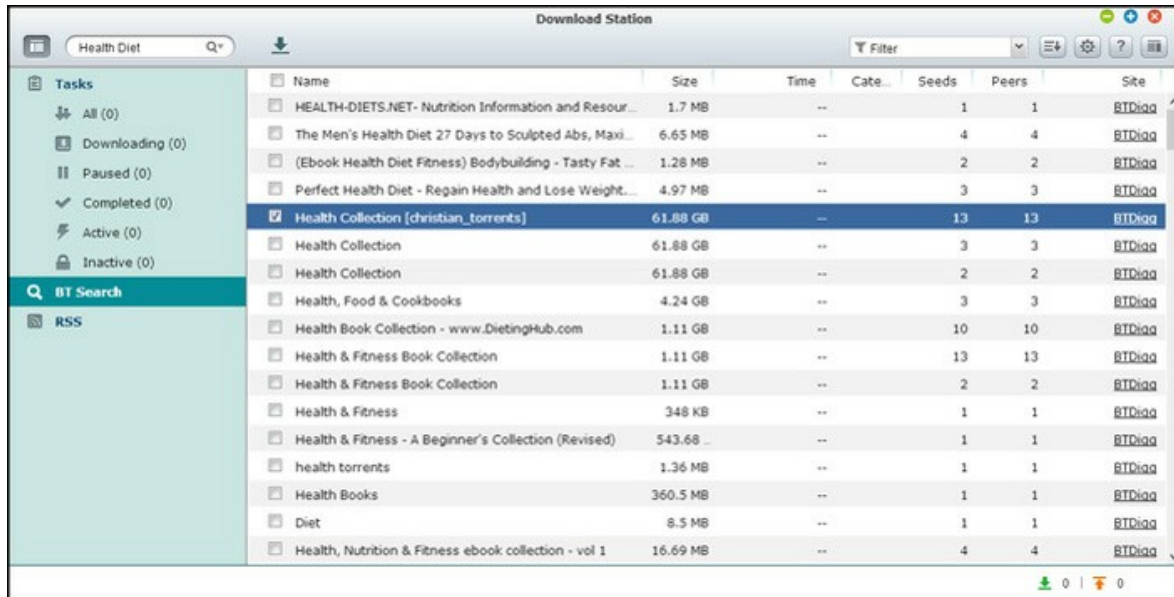 Download Station
Health Diet
Filter
Tasks
All (0)
Downloading (0)
Paused (0)
Completed (0)
Active (0)
Inactive (0)
BT Search
RSS
Name Size Time Cate... Seeds Peers Site
HEALTH-DIETS.NET- Nutrition Information and Resour... 1.7 MB -- 1 1 BTDigg
The Men's Health Diet 27 Days to Sculpted Abs, Maxi... 6.65 MB -- 4 4 BTDigg
(Ebook Health Diet Fitness) Bodybuilding - Tasty Fat ... 1.28 MB -- 2 2 BTDigg
Perfect Health Diet - Regain Health and Lose Weight.... 4.97 MB -- 3 3 BTDigg
Health Collection [christian_torrents] 61.88 GB -- 13 13 BTDigg
Health Collection 61.88 GB -- 3 3 BTDigg
Health Collection 61.88 GB -- 2 2 BTDigg
Health, Food & Cookbooks 4.24 GB -- 3 3 BTDigg
Health Book Collection - www.DietingHub.com 1.11 GB -- 10 10 BTDigg
Health & Fitness Book Collection 1.11 GB -- 13 13 BTDigg
Health & Fitness Book Collection 1.11 GB -- 2 2 BTDigg
Health & Fitness 348 KB -- 1 1 BTDigg
Health & Fitness - A Beginner's Collection (Revised) 543.68 ... -- 1 1 BTDigg
health torrents 1.36 MB -- 1 1 BTDigg
Health Books 360.5 MB -- 1 1 BTDigg
Diet 8.5 MB -- 1 1 BTDigg
Health, Nutrition & Fitness ebook collection - vol 1 16.69 MB -- 4 4 BTDigg
0 | 0